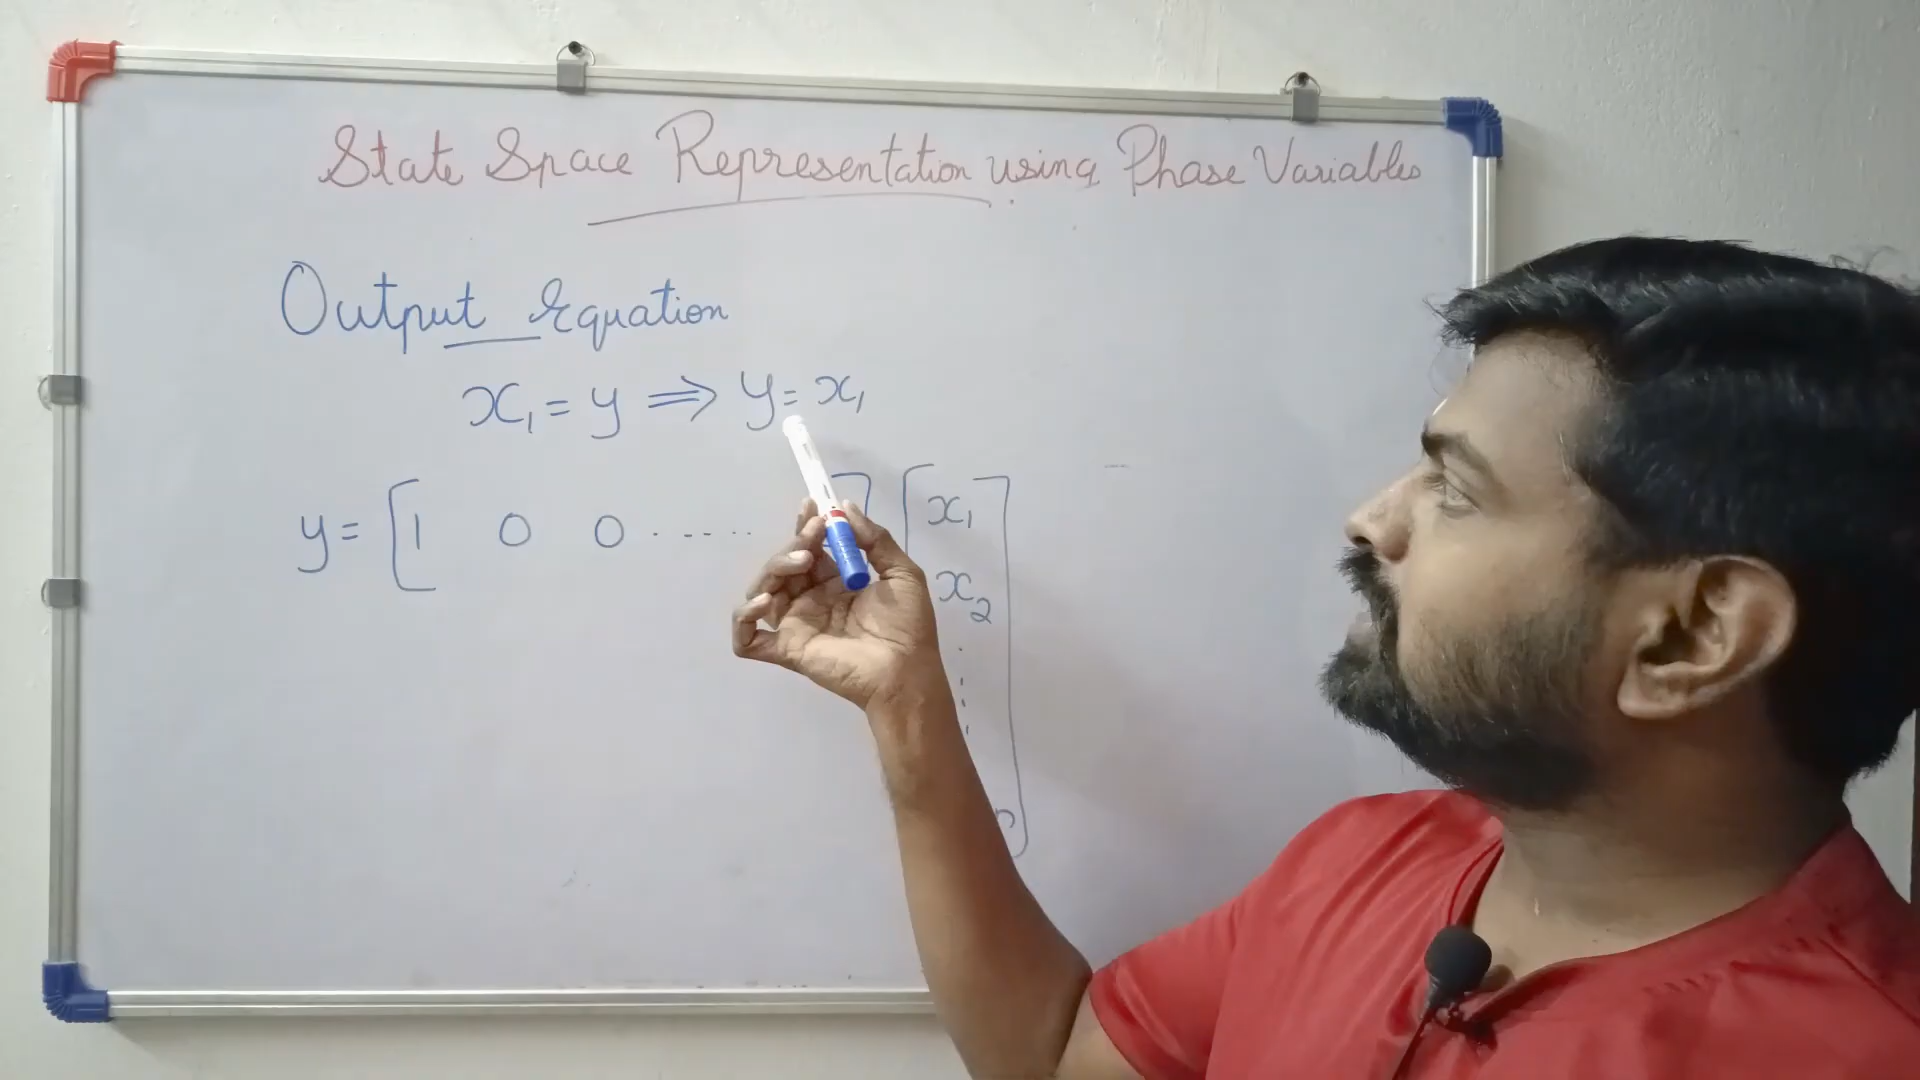 State Space Representation using Phase Variables
Output Equation
x₁ = y ⟹ y = x₁
y = [1 0 0 ------ ] [x₁
x₂
]